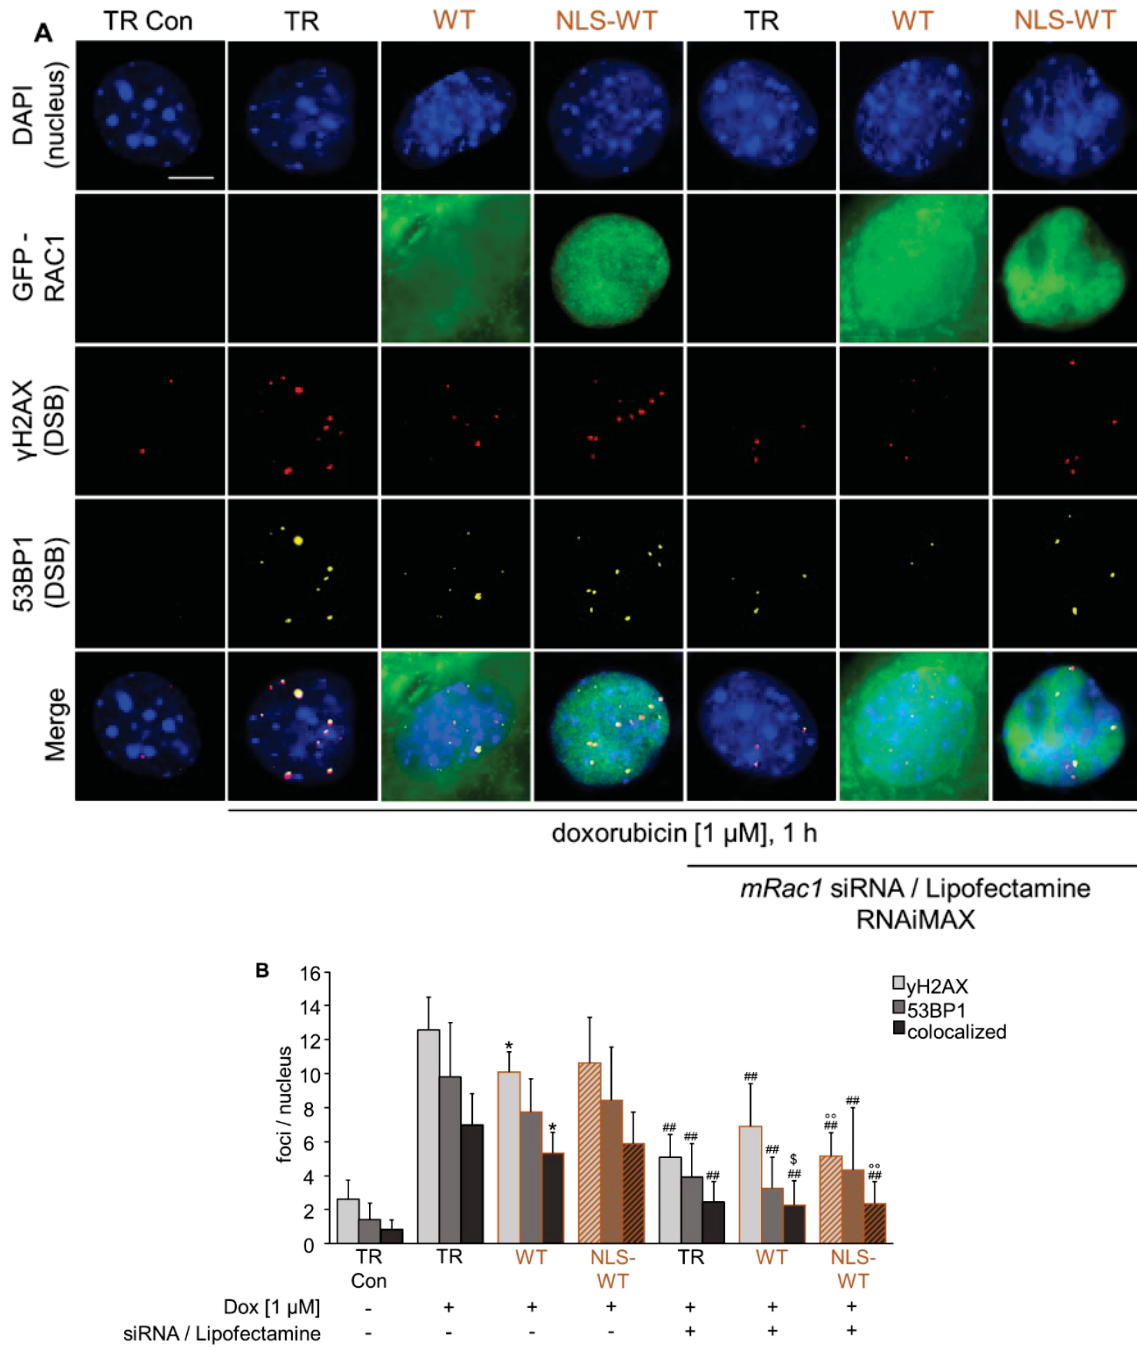 A
TR Con TR WT NLS-WT TR WT NLS-WT
DAPI
(nucleus)
GFP -
RAC1
γH2AX
(DSB)
53BP1
(DSB)
Merge
doxorubicin [1 µM], 1 h
mRac1 siRNA / Lipofectamine
RNAiMAX
B
foci / nucleus
16
14
12
10
8
6
4
2
0
γH2AX
53BP1
colocalized
* * ## ## ## ## ## $ ## °° ## ## °° ##
TR Con TR WT NLS-WT TR WT NLS-WT
Dox [1 µM] - + + + + + +
siRNA / Lipofectamine - - - - + + +